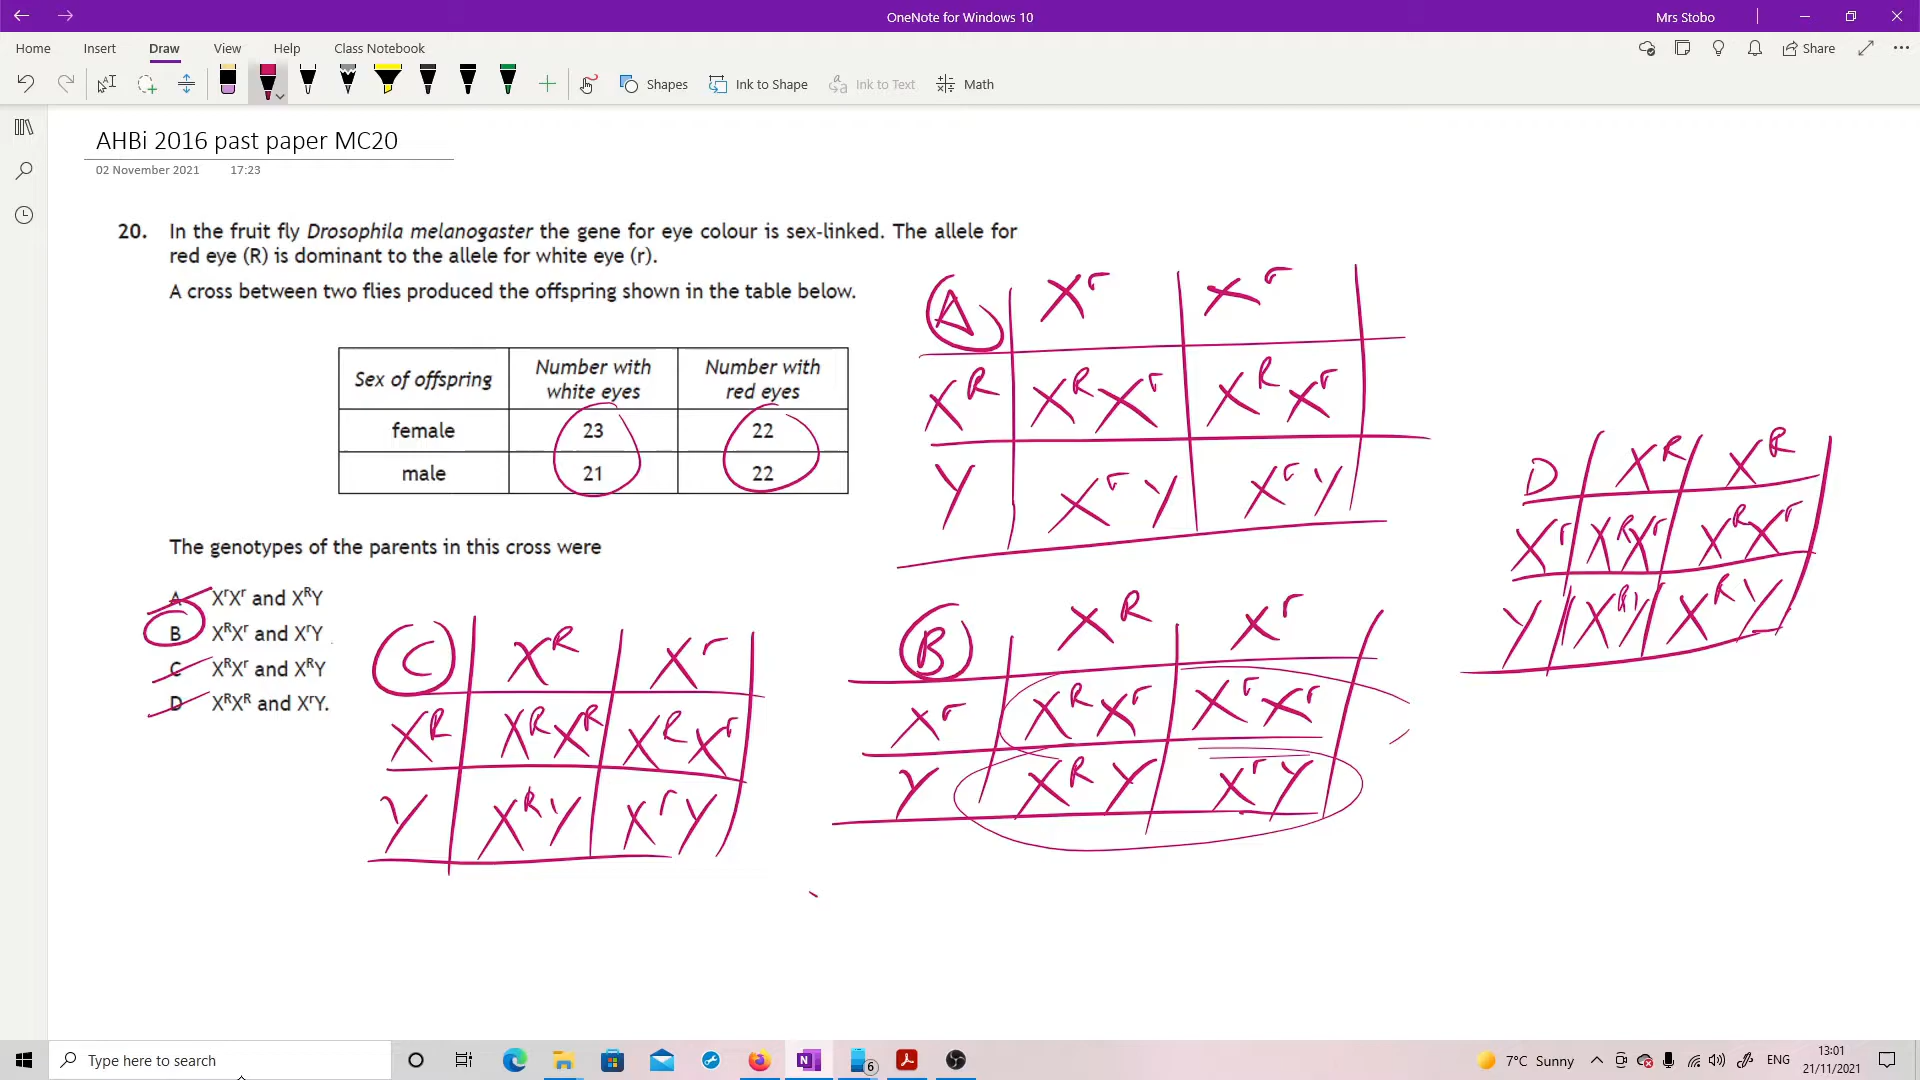 OneNote for Windows 10
Mrs Stobo
Home Insert Draw View Help Class Notebook
Share
Shapes Ink to Shape Ink to Text Math
AHBi 2016 past paper MC20
02 November 2021 17:23
20. In the fruit fly Drosophila melanogaster the gene for eye colour is sex-linked. The allele for
red eye (R) is dominant to the allele for white eye (r).
A cross between two flies produced the offspring shown in the table below.
Sex of offspring Number with white eyes Number with red eyes
female 23 22
male 21 22
The genotypes of the parents in this cross were
A XʳXʳ and XᴿY
B XᴿXʳ and XʳY
C XᴿXʳ and XᴿY
D XᴿXᴿ and XʳY.
A Xʳ Xʳ
Xᴿ XᴿXʳ XᴿXʳ
Y XʳY XʳY
D Xᴿ Xᴿ
Xʳ XᴿXʳ XᴿXʳ
Y XᴿY XᴿY
C Xᴿ Xʳ
Xᴿ XᴿXᴿ XᴿXʳ
Y XᴿY XʳY
B Xᴿ Xʳ
Xʳ XᴿXʳ XʳXʳ
Y XᴿY XʳY
Type here to search
6
7°C Sunny
ENG
13:01
21/11/2021